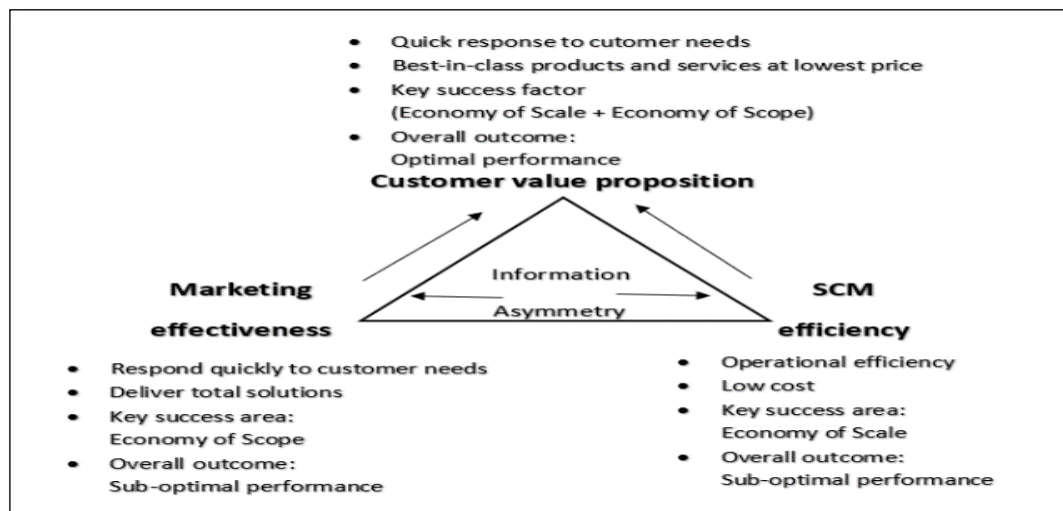 • Quick response to cutomer needs
• Best-in-class products and services at lowest price
• Key success factor
(Economy of Scale + Economy of Scope)
• Overall outcome:
Optimal performance
Customer value proposition
Information
Asymmetry
Marketing
effectiveness
• Respond quickly to customer needs
• Deliver total solutions
• Key success area:
Economy of Scope
• Overall outcome:
Sub-optimal performance
SCM
efficiency
• Operational efficiency
• Low cost
• Key success area:
Economy of Scale
• Overall outcome:
Sub-optimal performance